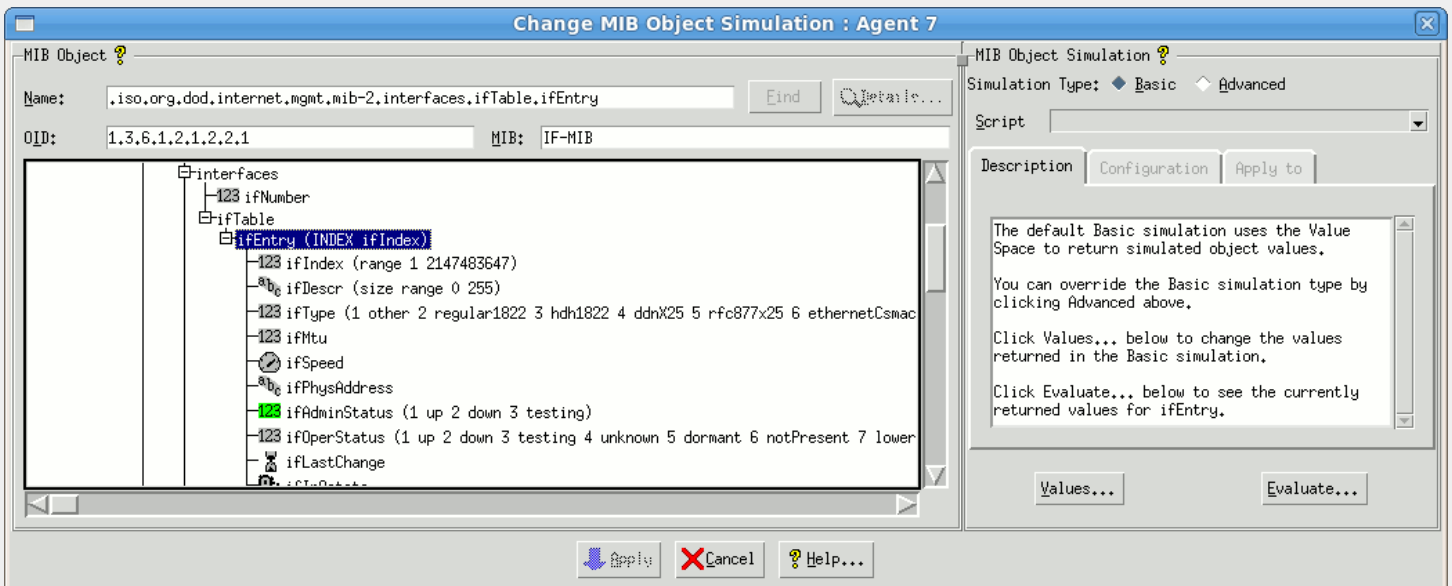 Change MIB Object Simulation : Agent 7
MIB Object ?
Name: .iso.org.dod.internet.mgmt.mib-2.interfaces.ifTable.ifEntry Find Details...
OID: 1.3.6.1.2.1.2.2.1 MIB: IF-MIB
interfaces
123 ifNumber
ifTable
ifEntry (INDEX ifIndex)
123 ifIndex (range 1 2147483647)
abc ifDescr (size range 0 255)
123 ifType (1 other 2 regular1822 3 hdh1822 4 ddnX25 5 rfc877x25 6 ethernetCsmac
123 ifMtu
ifSpeed
abc ifPhysAddress
123 ifAdminStatus (1 up 2 down 3 testing)
123 ifOperStatus (1 up 2 down 3 testing 4 unknown 5 dormant 6 notPresent 7 lower
ifLastChange
MIB Object Simulation ?
Simulation Type: Basic Advanced
Script
Description Configuration Apply to
The default Basic simulation uses the Value
Space to return simulated object values.
You can override the Basic simulation type by
clicking Advanced above.
Click Values... below to change the values
returned in the Basic simulation.
Click Evaluate... below to see the currently
returned values for ifEntry.
Values... Evaluate...
Apply Cancel ? Help...